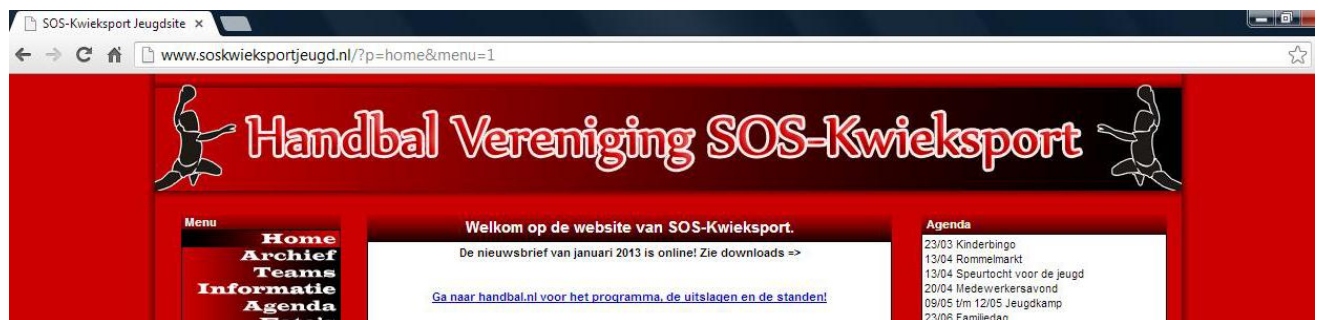 SOS-Kwieksport Jeugdsite ×
www.soskwieksportjeugd.nl/?p=home&menu=1
Handbal Vereniging SOS-Kwieksport
Menu
Home
Archief
Teams
Informatie
Agenda
Welkom op de website van SOS-Kwieksport.
De nieuwsbrief van januari 2013 is online! Zie downloads =>
Ga naar handbal.nl voor het programma, de uitslagen en de standen!
Agenda
23/03 Kinderbingo
13/04 Rommelmarkt
13/04 Speurtocht voor de jeugd
20/04 Medewerkersavond
09/05 t/m 12/05 Jeugdkamp
23/06 Familiedag